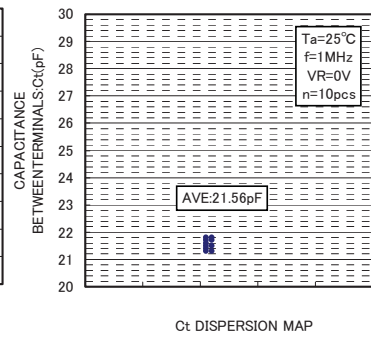 CAPACITANCE
BETWEENTERMINALS:Ct(pF)
30
29
28
27
26
25
24
23
22
21
20
Ta=25℃
f=1MHz
VR=0V
n=10pcs
AVE:21.56pF
Ct DISPERSION MAP